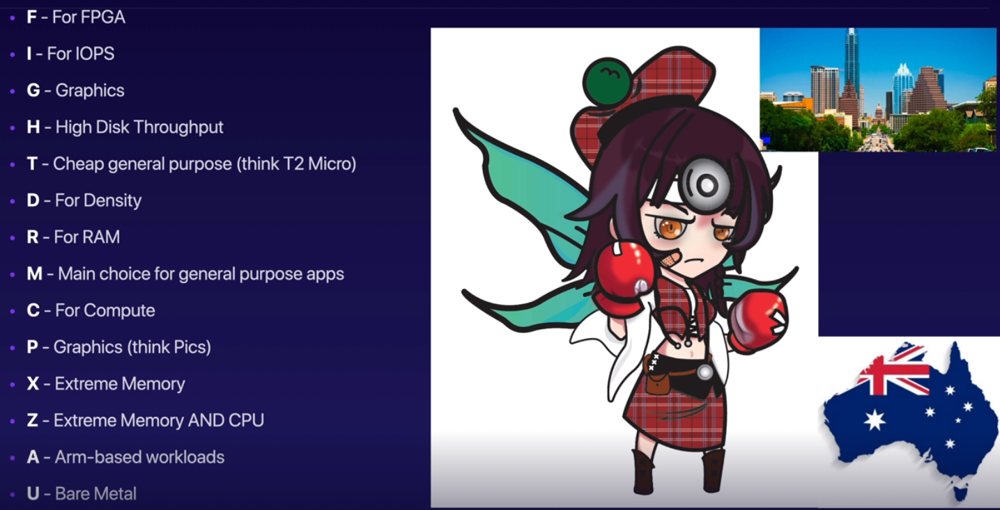 F - For FPGA
I - For IOPS
G - Graphics
H - High Disk Throughput
T - Cheap general purpose (think T2 Micro)
D - For Density
R - For RAM
M - Main choice for general purpose apps
C - For Compute
P - Graphics (think Pics)
X - Extreme Memory
Z - Extreme Memory AND CPU
A - Arm-based workloads
U - Bare Metal